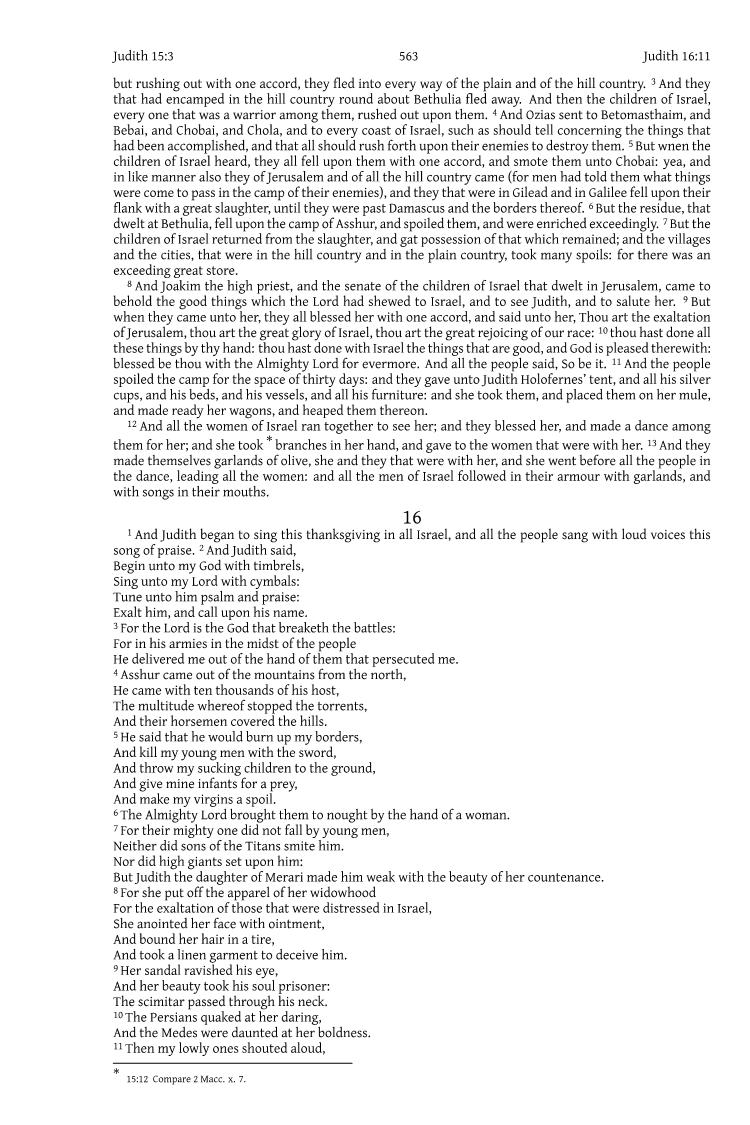 Judith 15:3 563 Judith 16:11
but rushing out with one accord, they fled into every way of the plain and of the hill country. 3 And they
that had encamped in the hill country round about Bethulia fled away. And then the children of Israel,
every one that was a warrior among them, rushed out upon them. 4 And Ozias sent to Betomasthaim, and
Bebai, and Chobai, and Chola, and to every coast of Israel, such as should tell concerning the things that
had been accomplished, and that all should rush forth upon their enemies to destroy them. 5 But wnen the
children of Israel heard, they all fell upon them with one accord, and smote them unto Chobai: yea, and
in like manner also they of Jerusalem and of all the hill country came (for men had told them what things
were come to pass in the camp of their enemies), and they that were in Gilead and in Galilee fell upon their
flank with a great slaughter, until they were past Damascus and the borders thereof. 6 But the residue, that
dwelt at Bethulia, fell upon the camp of Asshur, and spoiled them, and were enriched exceedingly. 7 But the
children of Israel returned from the slaughter, and gat possession of that which remained; and the villages
and the cities, that were in the hill country and in the plain country, took many spoils: for there was an
exceeding great store.
8 And Joakim the high priest, and the senate of the children of Israel that dwelt in Jerusalem, came to
behold the good things which the Lord had shewed to Israel, and to see Judith, and to salute her. 9 But
when they came unto her, they all blessed her with one accord, and said unto her, Thou art the exaltation
of Jerusalem, thou art the great glory of Israel, thou art the great rejoicing of our race: 10 thou hast done all
these things by thy hand: thou hast done with Israel the things that are good, and God is pleased therewith:
blessed be thou with the Almighty Lord for evermore. And all the people said, So be it. 11 And the people
spoiled the camp for the space of thirty days: and they gave unto Judith Holofernes' tent, and all his silver
cups, and his beds, and his vessels, and all his furniture: and she took them, and placed them on her mule,
and made ready her wagons, and heaped them thereon.
12 And all the women of Israel ran together to see her; and they blessed her, and made a dance among
them for her; and she took * branches in her hand, and gave to the women that were with her. 13 And they
made themselves garlands of olive, she and they that were with her, and she went before all the people in
the dance, leading all the women: and all the men of Israel followed in their armour with garlands, and
with songs in their mouths.
16
1 And Judith began to sing this thanksgiving in all Israel, and all the people sang with loud voices this
song of praise. 2 And Judith said,
Begin unto my God with timbrels,
Sing unto my Lord with cymbals:
Tune unto him psalm and praise:
Exalt him, and call upon his name.
3 For the Lord is the God that breaketh the battles:
For in his armies in the midst of the people
He delivered me out of the hand of them that persecuted me.
4 Asshur came out of the mountains from the north,
He came with ten thousands of his host,
The multitude whereof stopped the torrents,
And their horsemen covered the hills.
5 He said that he would burn up my borders,
And kill my young men with the sword,
And throw my sucking children to the ground,
And give mine infants for a prey,
And make my virgins a spoil.
6 The Almighty Lord brought them to nought by the hand of a woman.
7 For their mighty one did not fall by young men,
Neither did sons of the Titans smite him.
Nor did high giants set upon him:
But Judith the daughter of Merari made him weak with the beauty of her countenance.
8 For she put off the apparel of her widowhood
For the exaltation of those that were distressed in Israel,
She anointed her face with ointment,
And bound her hair in a tire,
And took a linen garment to deceive him.
9 Her sandal ravished his eye,
And her beauty took his soul prisoner:
The scimitar passed through his neck.
10 The Persians quaked at her daring,
And the Medes were daunted at her boldness.
11 Then my lowly ones shouted aloud,
* 15:12 Compare 2 Macc. x. 7.